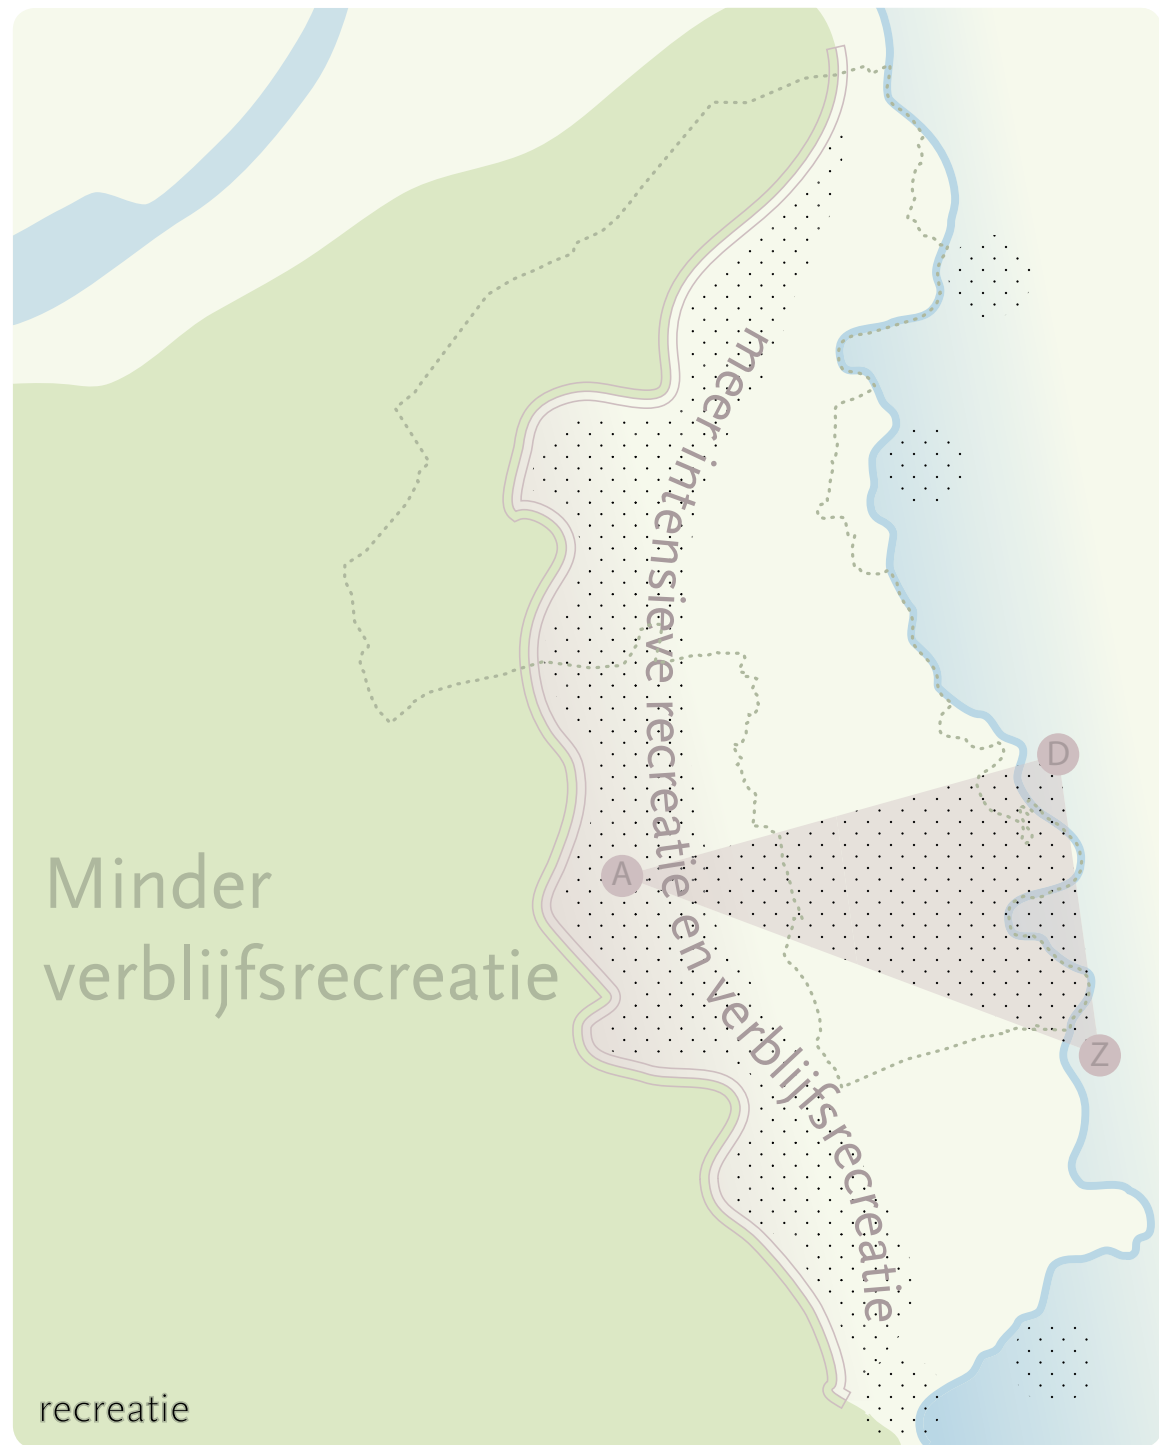 meer intensieve recreatie en verblijfsrecreatie
D
A
Minder
verblijfsrecreatie
Z
recreatie